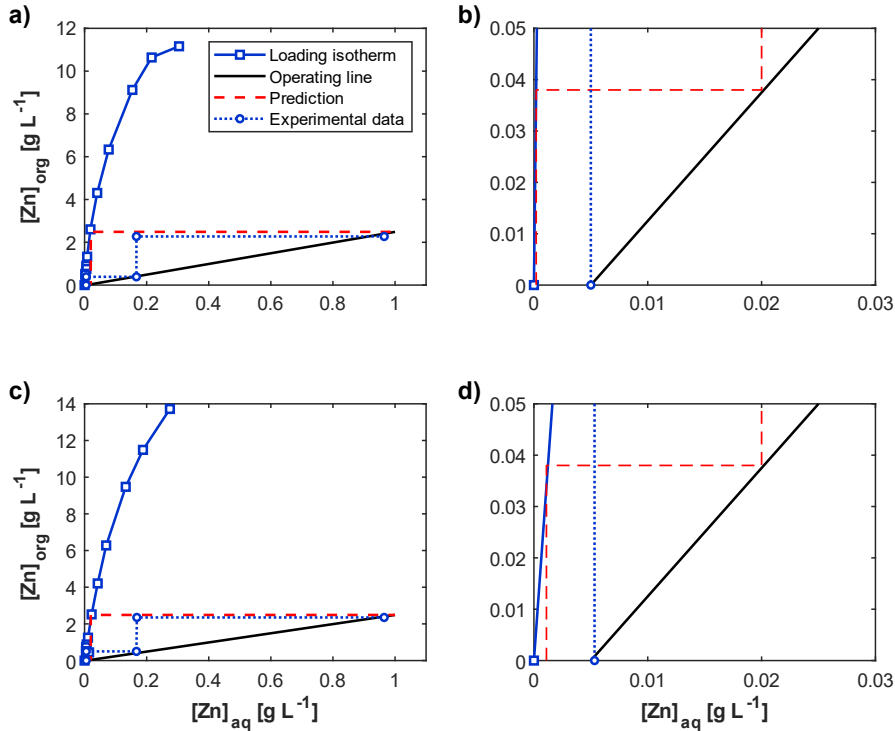 a)
12
10
8
6
4
2
0
0 0.2 0.4 0.6 0.8 1
[Zn]org [g L⁻¹]
Loading isotherm
Operating line
Prediction
Experimental data
b)
0.05
0.04
0.03
0.02
0.01
0
0 0.01 0.02 0.03
c)
14
12
10
8
6
4
2
0
0 0.2 0.4 0.6 0.8 1
[Zn]org [g L⁻¹]
[Zn]aq [g L⁻¹]
d)
0.05
0.04
0.03
0.02
0.01
0
0 0.01 0.02 0.03
[Zn]aq [g L⁻¹]